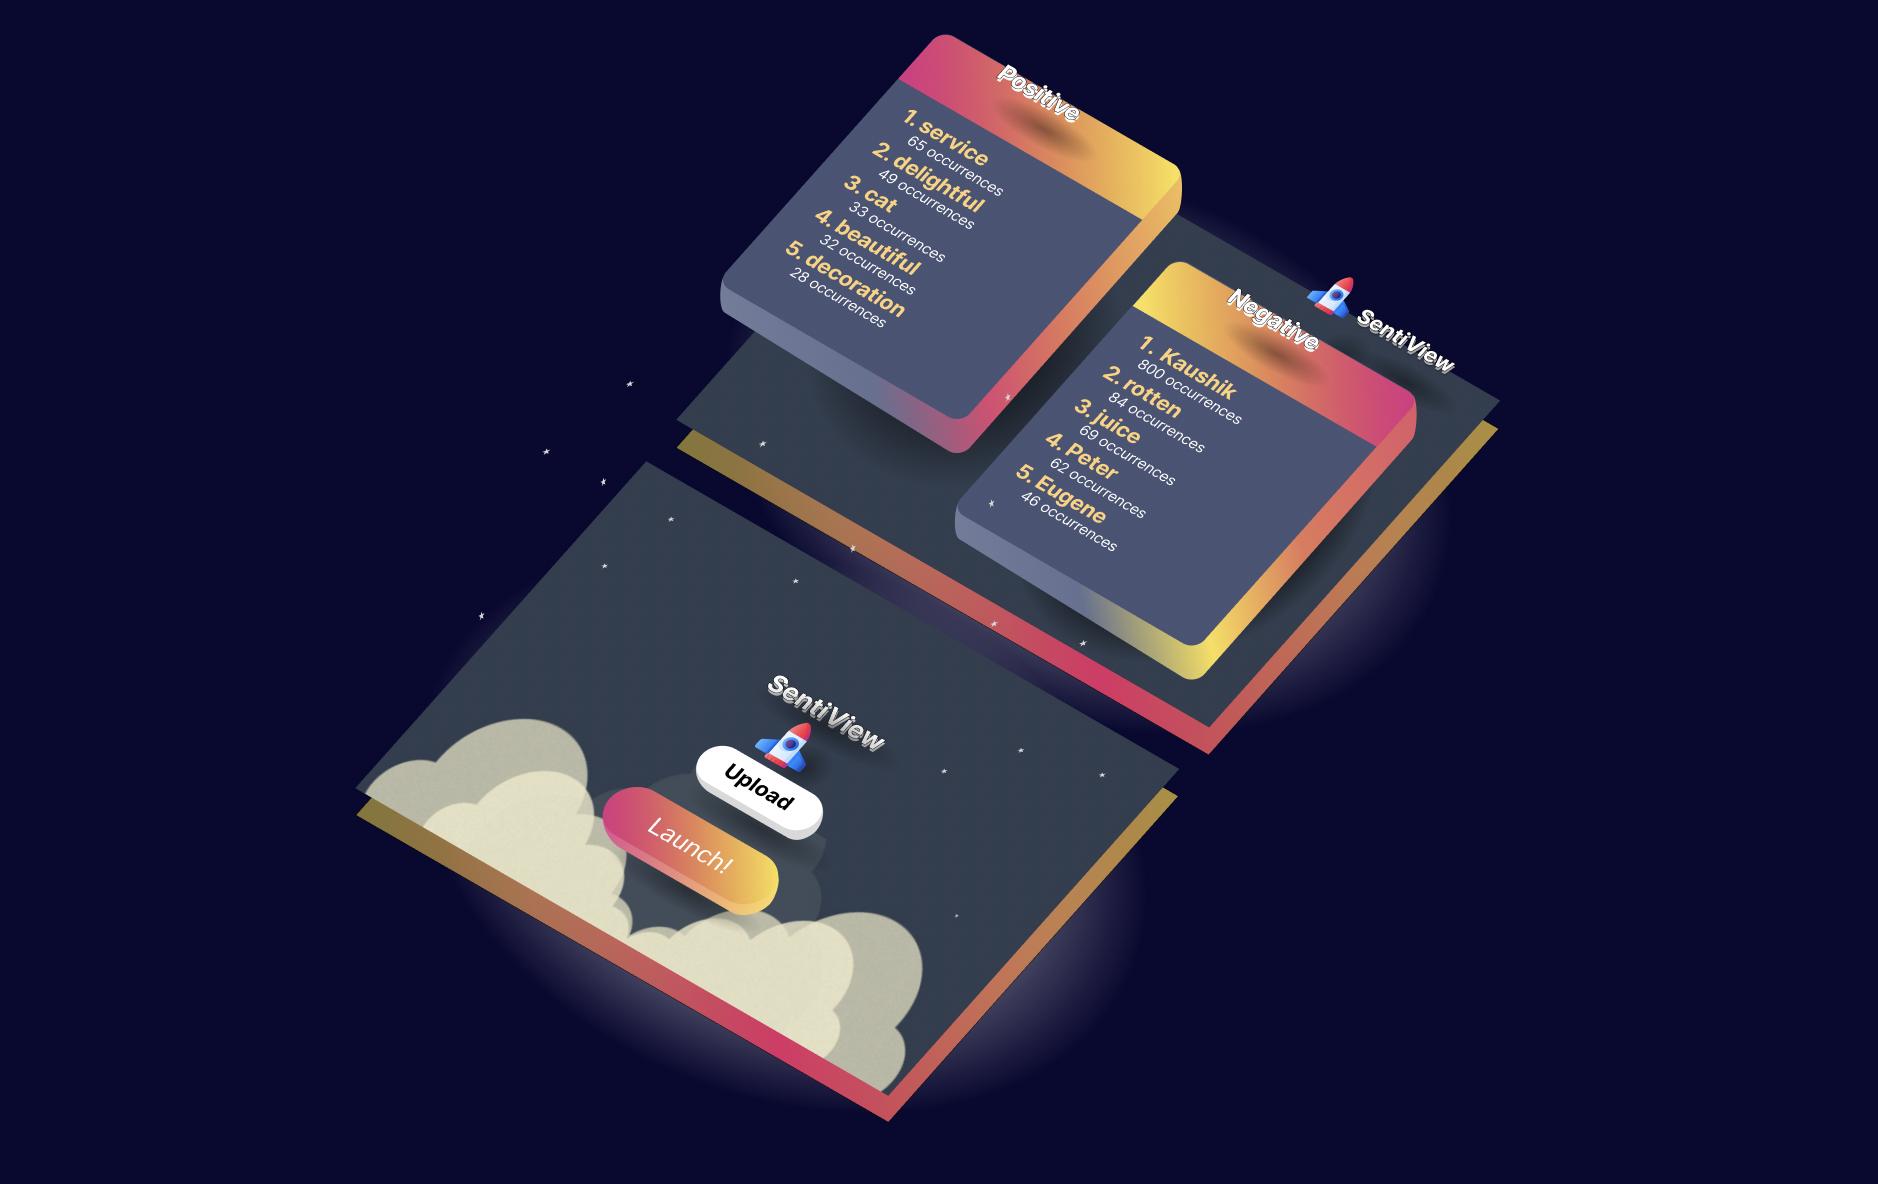 Positive
1. service
65 occurrences
2. delightful
49 occurrences
3. cat
33 occurrences
4. beautiful
32 occurrences
5. decoration
28 occurrences
SentiView
Negative
1. Kaushik
800 occurrences
2. rotten
84 occurrences
3. juice
69 occurrences
4. Peter
62 occurrences
5. Eugene
46 occurrences
SentiView
Upload
Launch!